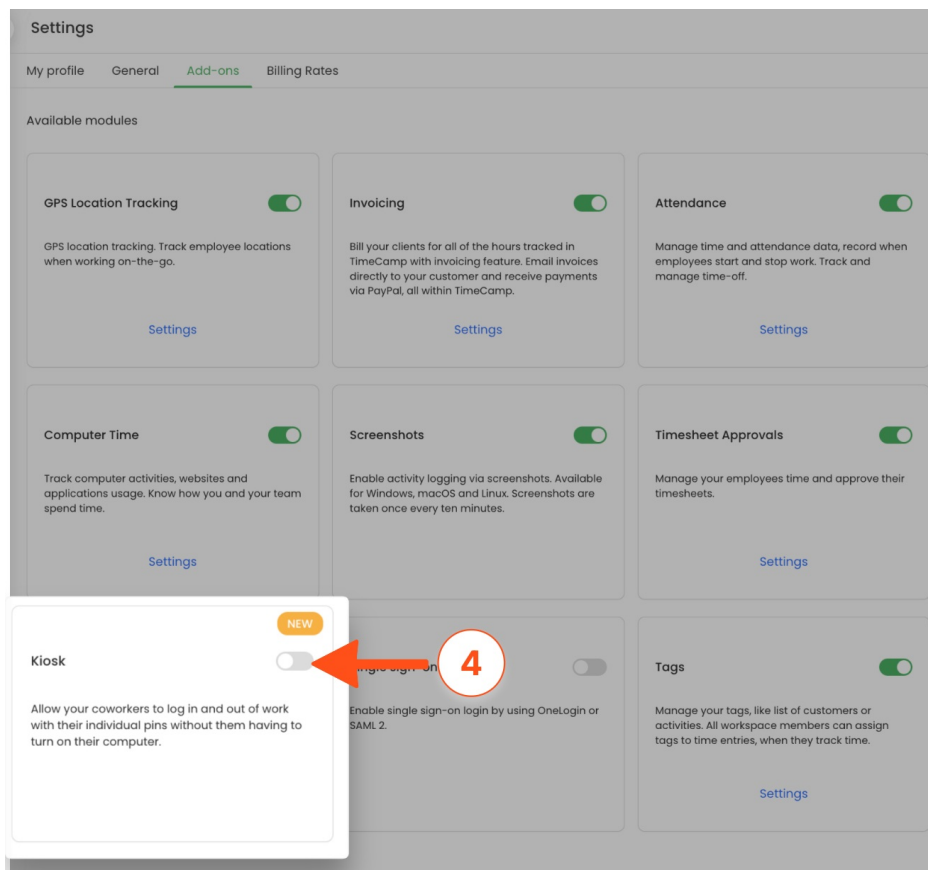 Settings
My profile General Add-ons Billing Rates
Available modules
GPS Location Tracking
GPS location tracking. Track employee locations
when working on-the-go.
Settings
Invoicing
Bill your clients for all of the hours tracked in
TimeCamp with invoicing feature. Email invoices
directly to your customer and receive payments
via PayPal, all within TimeCamp.
Settings
Attendance
Manage time and attendance data, record when
employees start and stop work. Track and
manage time-off.
Settings
Computer Time
Track computer activities, websites and
applications usage. Know how you and your team
spend time.
Settings
Screenshots
Enable activity logging via screenshots. Available
for Windows, macOS and Linux. Screenshots are
taken once every ten minutes.
Timesheet Approvals
Manage your employees time and approve their
timesheets.
Settings
NEW
Kiosk
Allow your coworkers to log in and out of work
with their individual pins without them having to
turn on their computer.
4
sign-on
Enable single sign-on login by using OneLogin or
SAML 2.
Tags
Manage your tags, like list of customers or
activities. All workspace members can assign
tags to time entries, when they track time.
Settings